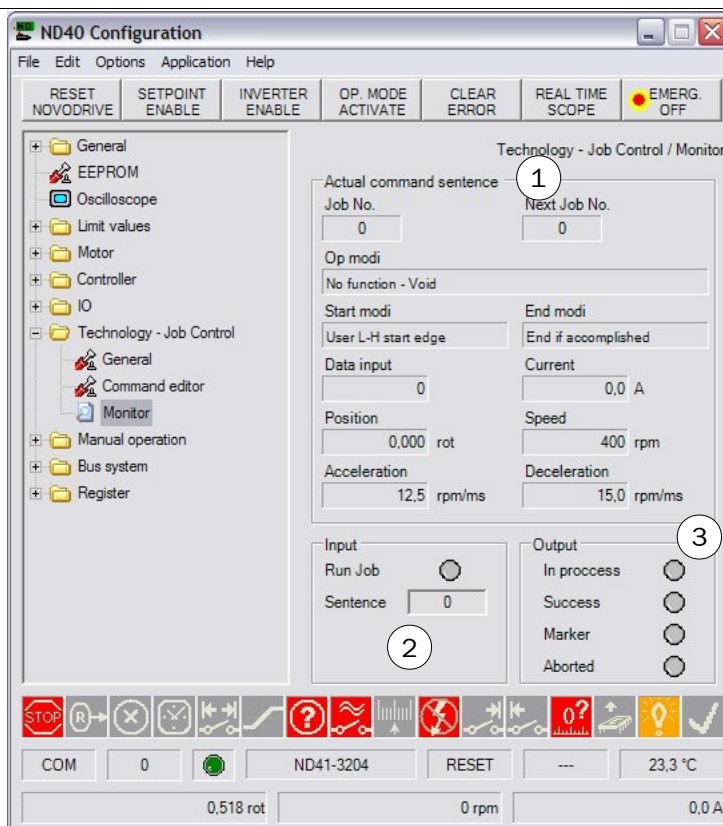 ND40 Configuration
File Edit Options Application Help
RESET NOVODRIVE
SETPOINT ENABLE
INVERTER ENABLE
OP. MODE ACTIVATE
CLEAR ERROR
REAL TIME SCOPE
EMERG. OFF
General
EEPROM
Oscilloscope
Limit values
Motor
Controller
IO
Technology - Job Control
General
Command editor
Monitor
Manual operation
Bus system
Register
Technology - Job Control / Monitor
Actual command sentence
1
Job No.
Next Job No.
0
0
Op modi
No function - Void
Start modi
End modi
User L-H start edge
End if accomplished
Data input
Current
0
0,0 A
Position
Speed
0,000 rot
400 rpm
Acceleration
Deceleration
12,5 rpm/ms
15,0 rpm/ms
Input
Run Job
Sentence 0
2
Output
3
In proccess
Success
Marker
Aborted
STOP
R
?
0?
COM
0
ND41-3204
RESET
---
23,3 °C
0,518 rot
0 rpm
0,0 A